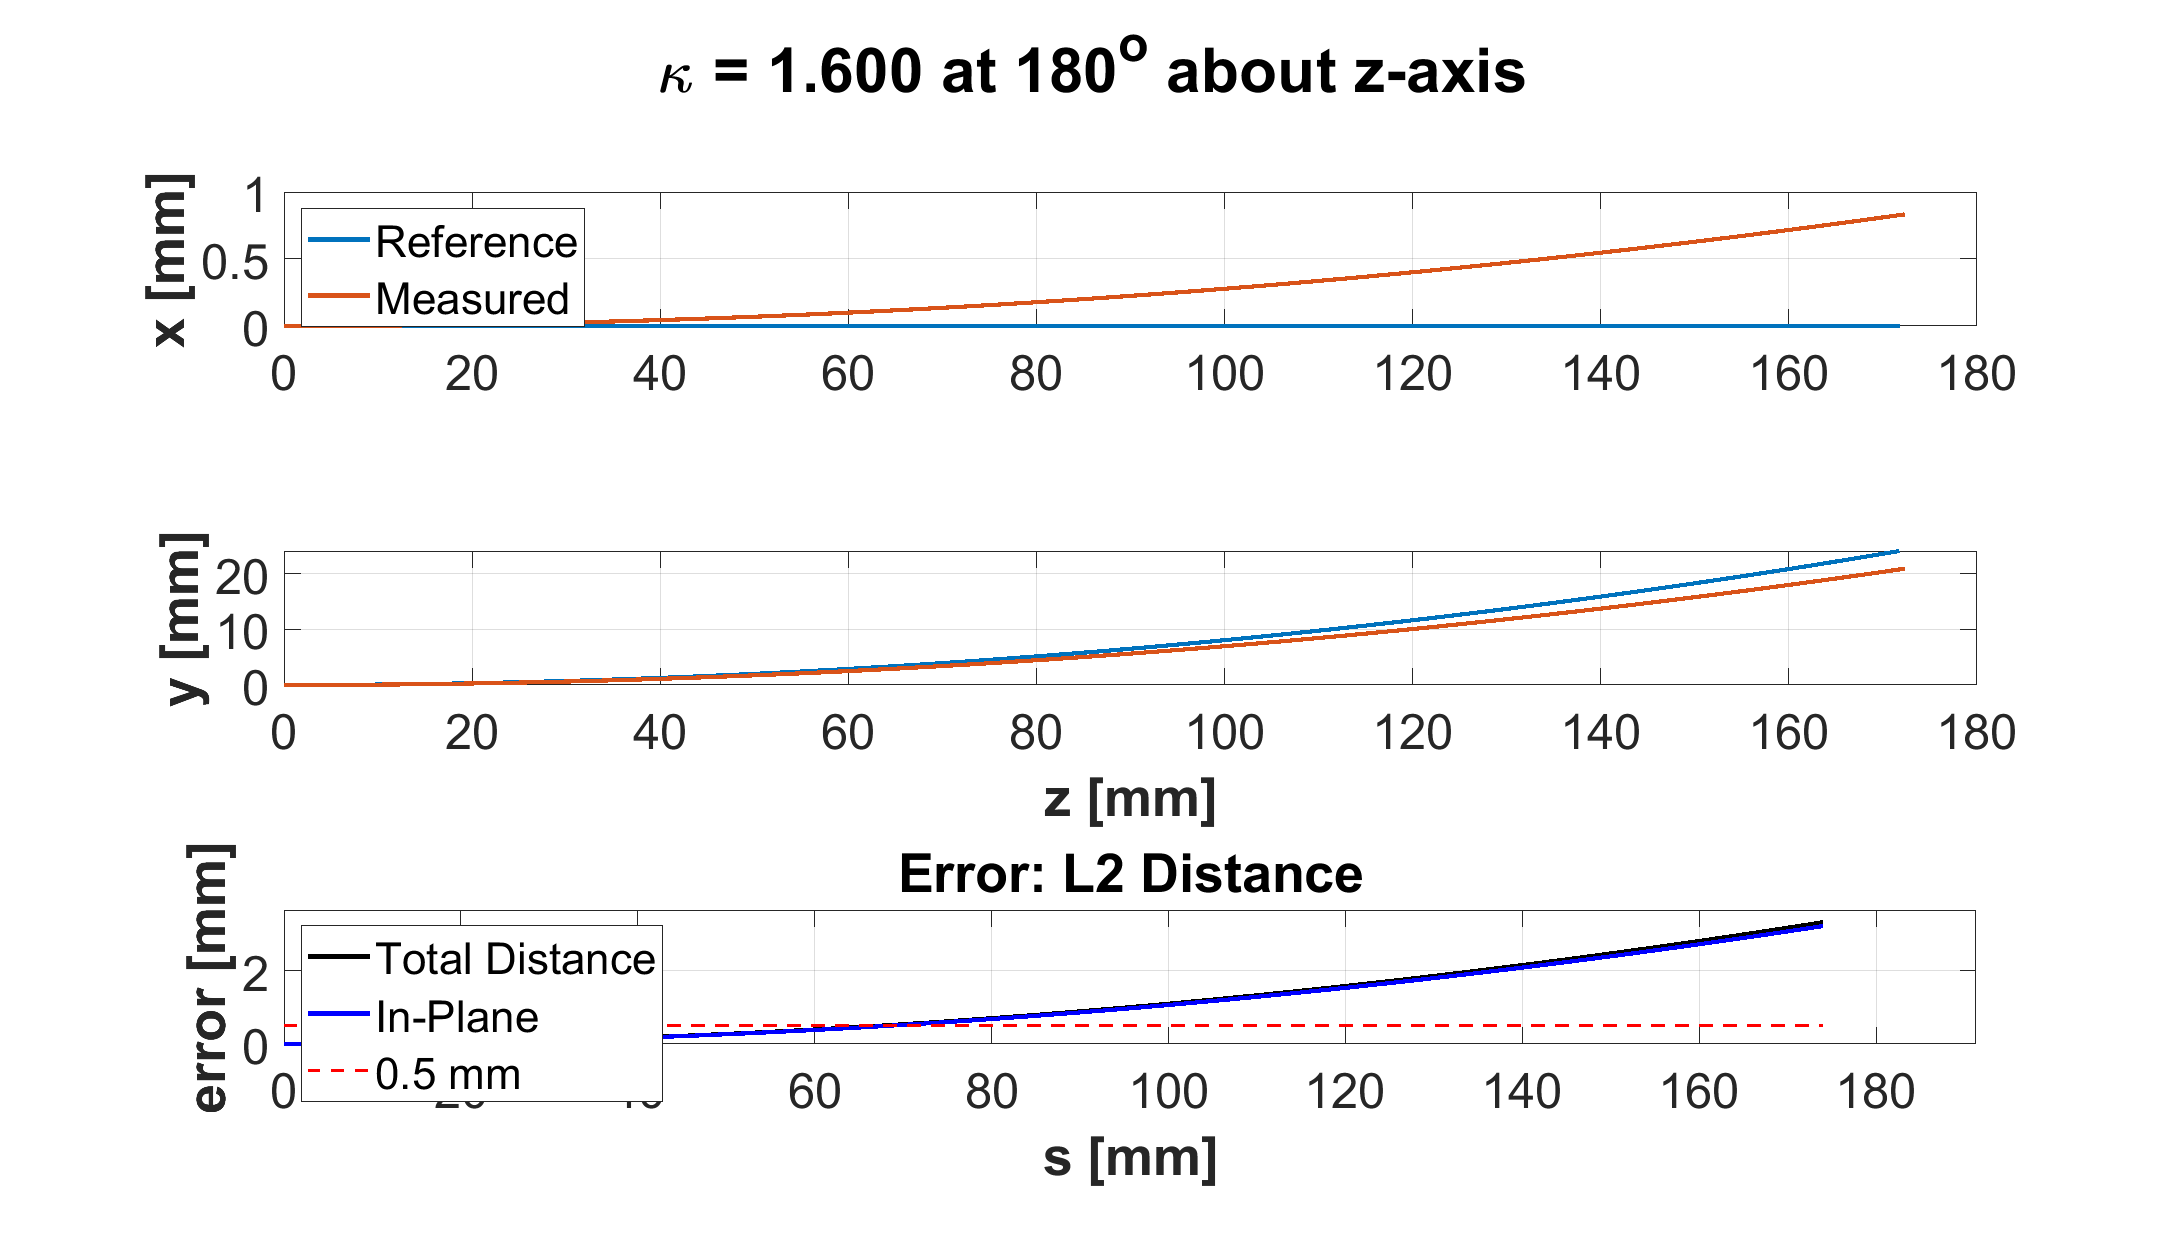 κ = 1.600 at 180° about z-axis
x [mm]
1
0.5
0
Reference
Measured
0 20 40 60 80 100 120 140 160 180
y [mm]
20
10
0
0 20 40 60 80 100 120 140 160 180
z [mm]
Error: L2 Distance
error [mm]
2
0
Total Distance
In-Plane
0.5 mm
0 20 40 60 80 100 120 140 160 180
s [mm]